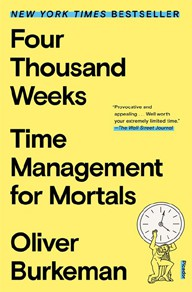 NEW YORK TIMES BESTSELLER
Four
Thousand
Weeks
"Provocative and
appealing . . . Well worth
your extremely limited time."
—The Wall Street Journal
Time
Management
for Mortals
Oliver
Burkeman
Picador